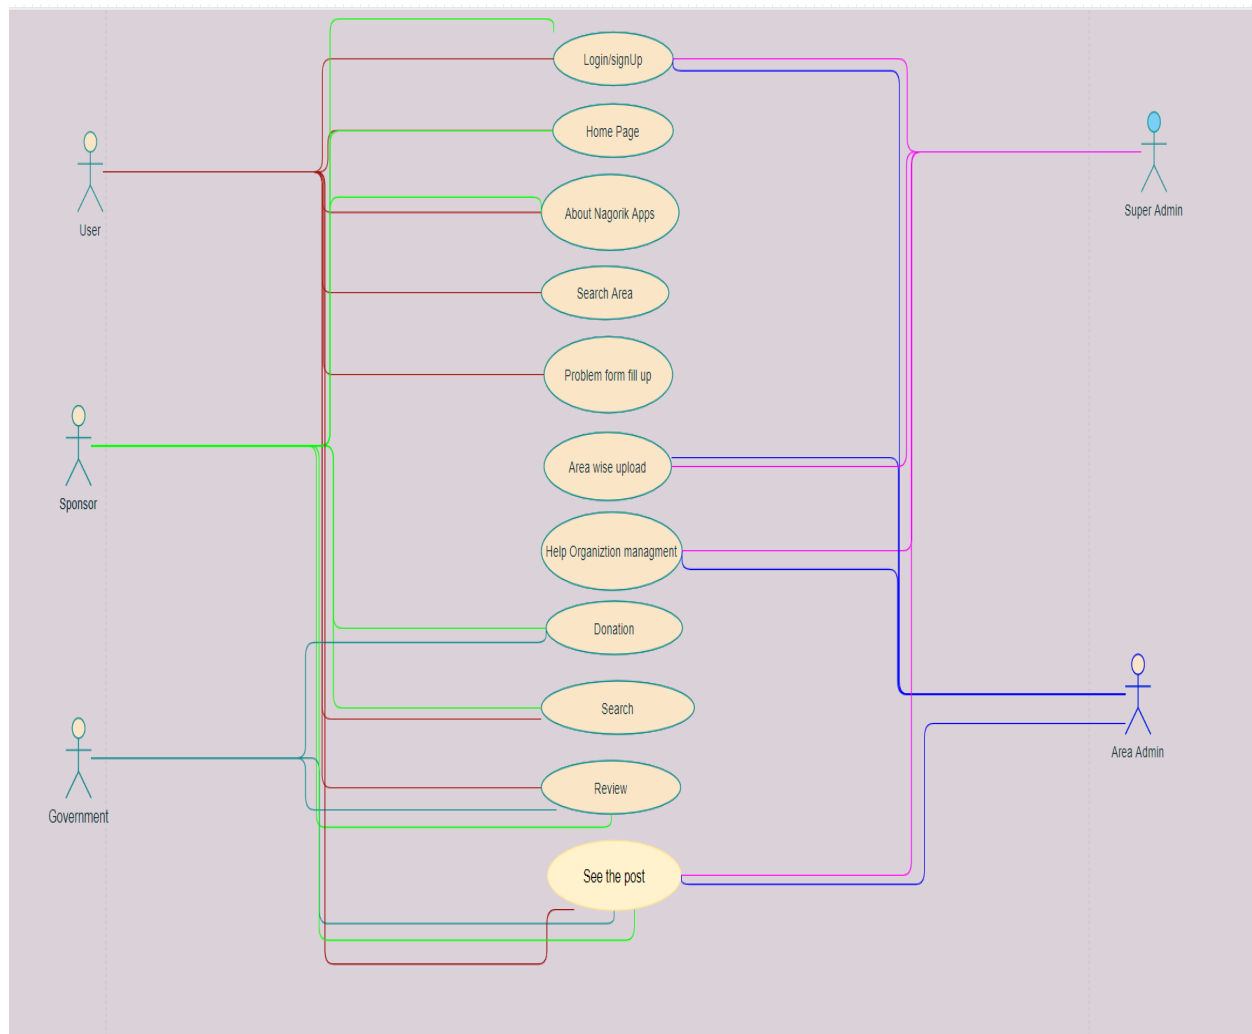 Login/signUp
Home Page
User
Super Admin
About Nagorik Apps
Search Area
Problem form fill up
Area wise upload
Sponsor
Help Organiztion managment
Donation
Search
Area Admin
Review
Government
See the post